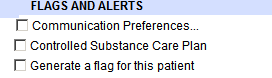 FLAGS AND ALERTS
Communication Preferences...
Controlled Substance Care Plan
Generate a flag for this patient